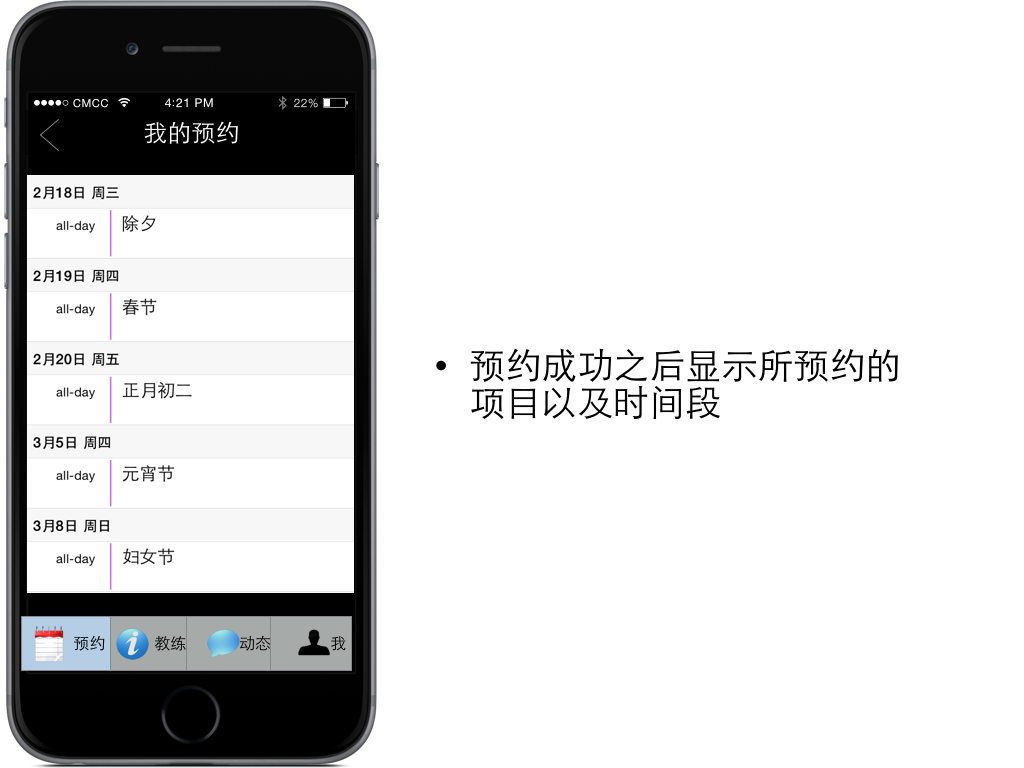 CMCC 4:21 PM 22%
我的预约
2月18日 周三
all-day 除夕
2月19日 周四
all-day 春节
2月20日 周五
all-day 正月初二
3月5日 周四
all-day 元宵节
3月8日 周日
all-day 妇女节
预约 教练 动态 我
• 预约成功之后显示所预约的
项目以及时间段